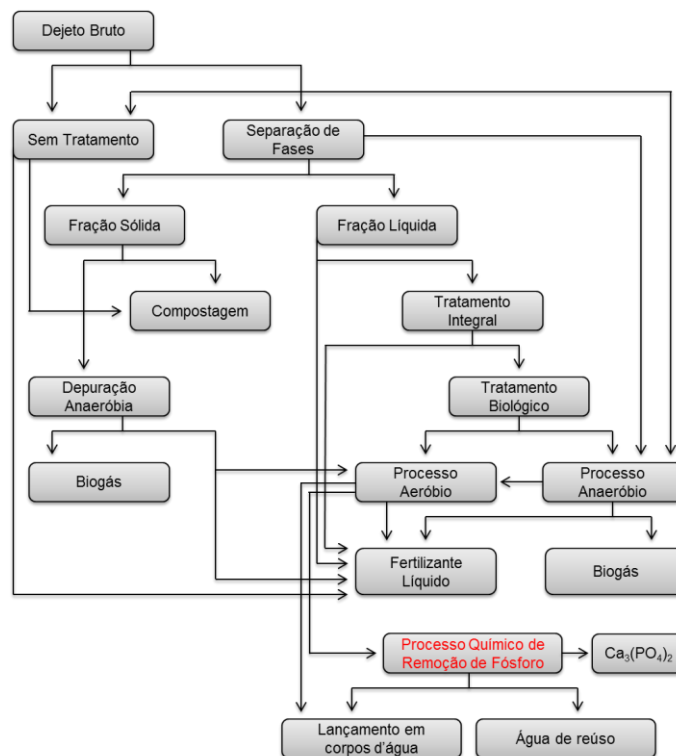 Dejeto Bruto
Sem Tratamento
Separação de
Fases
Fração Sólida
Fração Líquida
Compostagem
Tratamento
Integral
Depuração
Anaeróbia
Tratamento
Biológico
Biogás
Processo
Aeróbio
Processo
Anaeróbio
Fertilizante
Líquido
Biogás
Processo Químico de
Remoção de Fósforo
Ca₃(PO₄)₂
Lançamento em
corpos d'água
Água de reúso